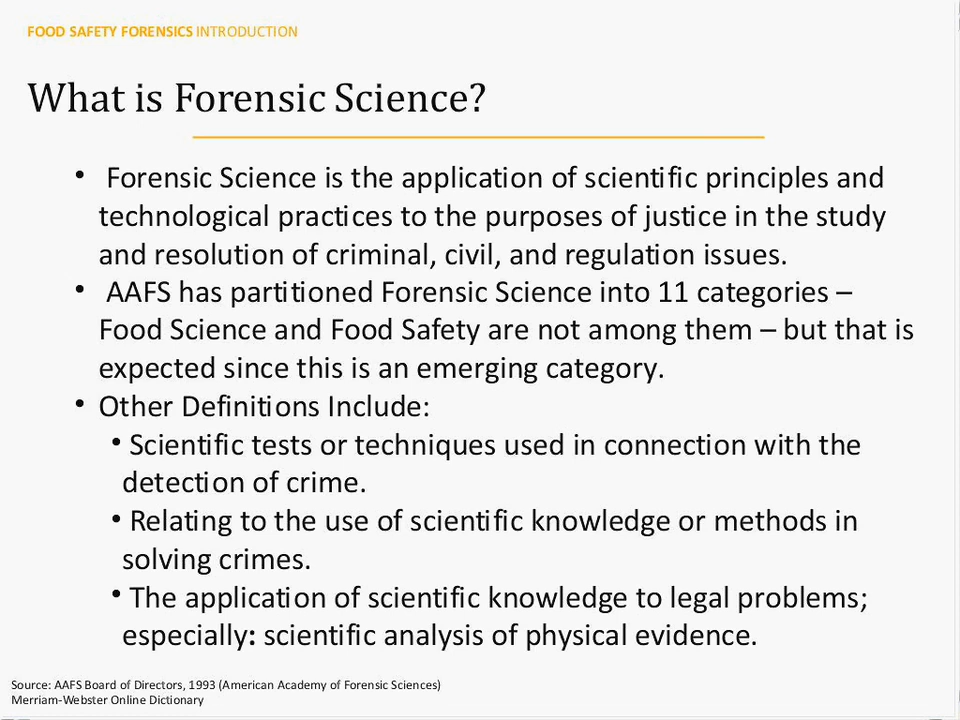 FOOD SAFETY FORENSICS INTRODUCTION
What is Forensic Science?
• Forensic Science is the application of scientific principles and
technological practices to the purposes of justice in the study
and resolution of criminal, civil, and regulation issues.
• AAFS has partitioned Forensic Science into 11 categories –
Food Science and Food Safety are not among them – but that is
expected since this is an emerging category.
• Other Definitions Include:
• Scientific tests or techniques used in connection with the
detection of crime.
• Relating to the use of scientific knowledge or methods in
solving crimes.
• The application of scientific knowledge to legal problems;
especially: scientific analysis of physical evidence.
Source: AAFS Board of Directors, 1993 (American Academy of Forensic Sciences)
Merriam-Webster Online Dictionary